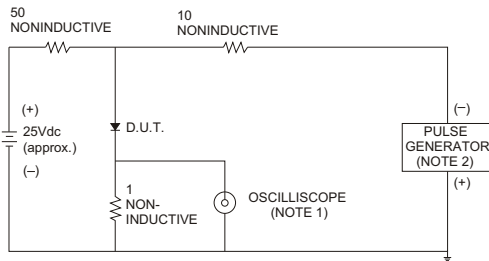 50
NONINDUCTIVE
10
NONINDUCTIVE
(+)
25Vdc
(approx.)
(–)
D.U.T.
1
NON-
INDUCTIVE
OSCILLISCOPE
(NOTE 1)
(–)
PULSE
GENERATOR
(NOTE 2)
(+)